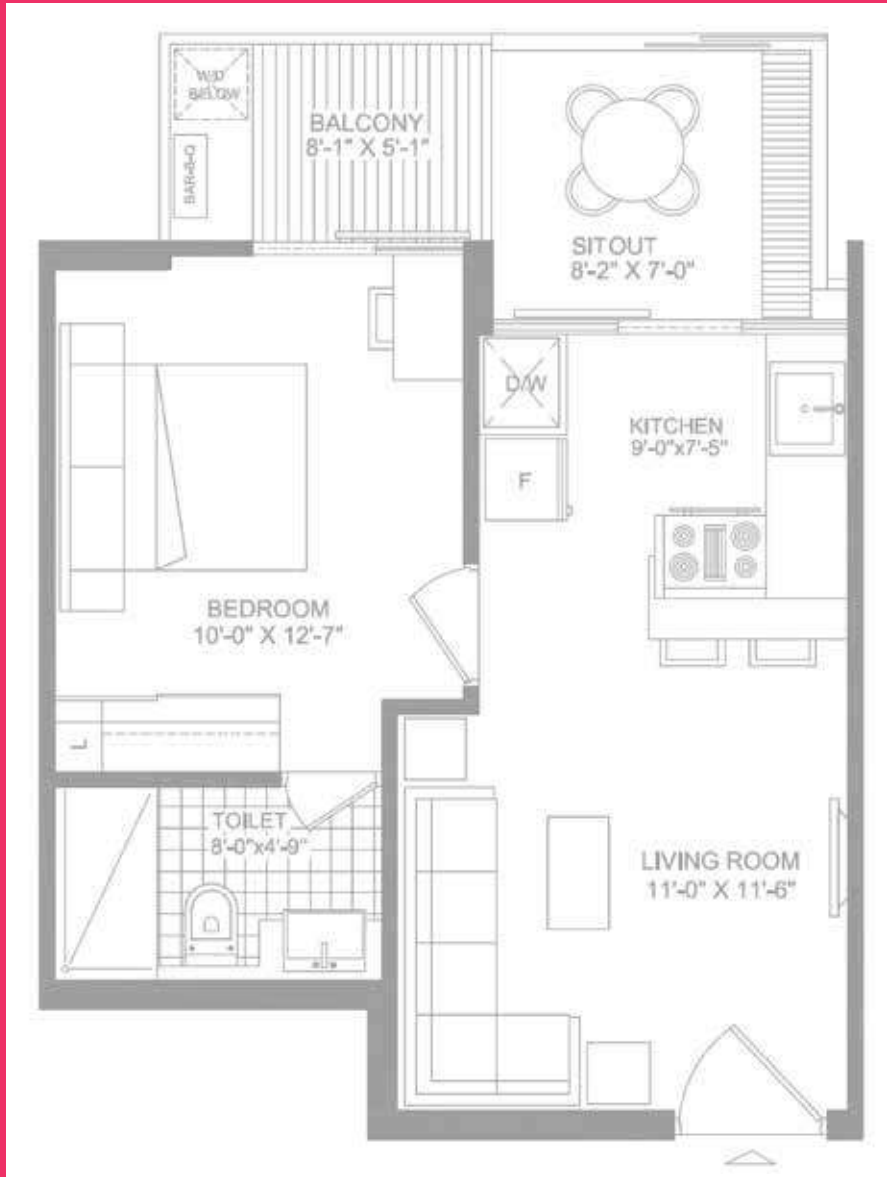 W/D
BELOW
BALCONY
8'-1" X 5'-1"
BAR-B-Q
SITOUT
8'-2" X 7'-0"
D/W
KITCHEN
9'-0"x7'-5"
F
BEDROOM
10'-0" X 12'-7"
L
TOILET
8'-0"x4'-9"
LIVING ROOM
11'-0" X 11'-6"